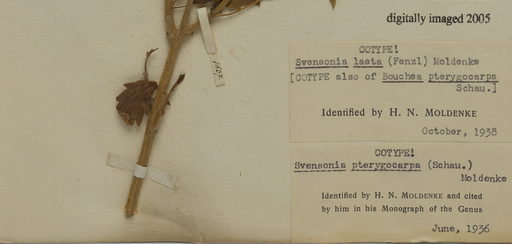 digitally imaged 2005
COTYPE!
Svensonia laeta (Fenzl) Moldenke
[COTYPE also of Bouchea pterygocarpa
Schau.]
Identified by H. N. MOLDENKE
October, 1938
COTYPE!
Svensonia pterygocarpa (Schau.)
Moldenke
Identified by H. N. MOLDENKE and cited
by him in his Monograph of the Genus
June, 1936